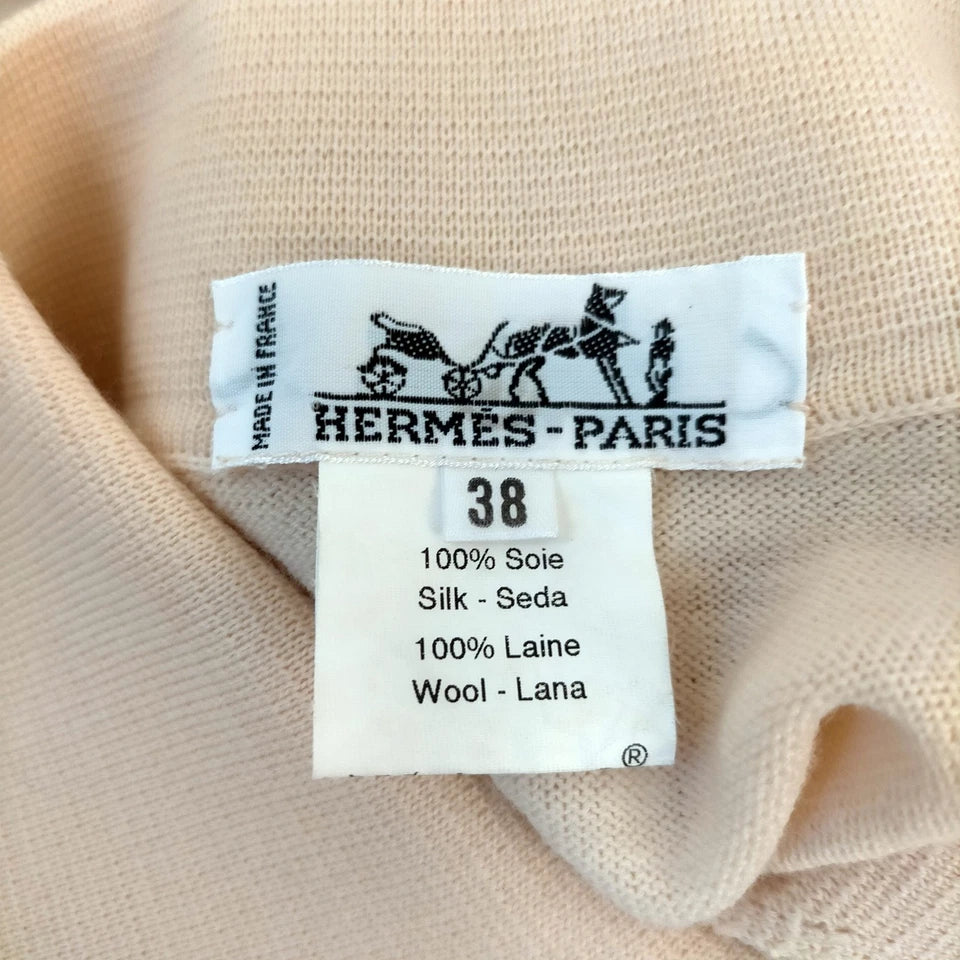 MADE IN FRANCE
HERMÈS-PARIS
38
100% Soie
Silk - Seda
100% Laine
Wool - Lana
®